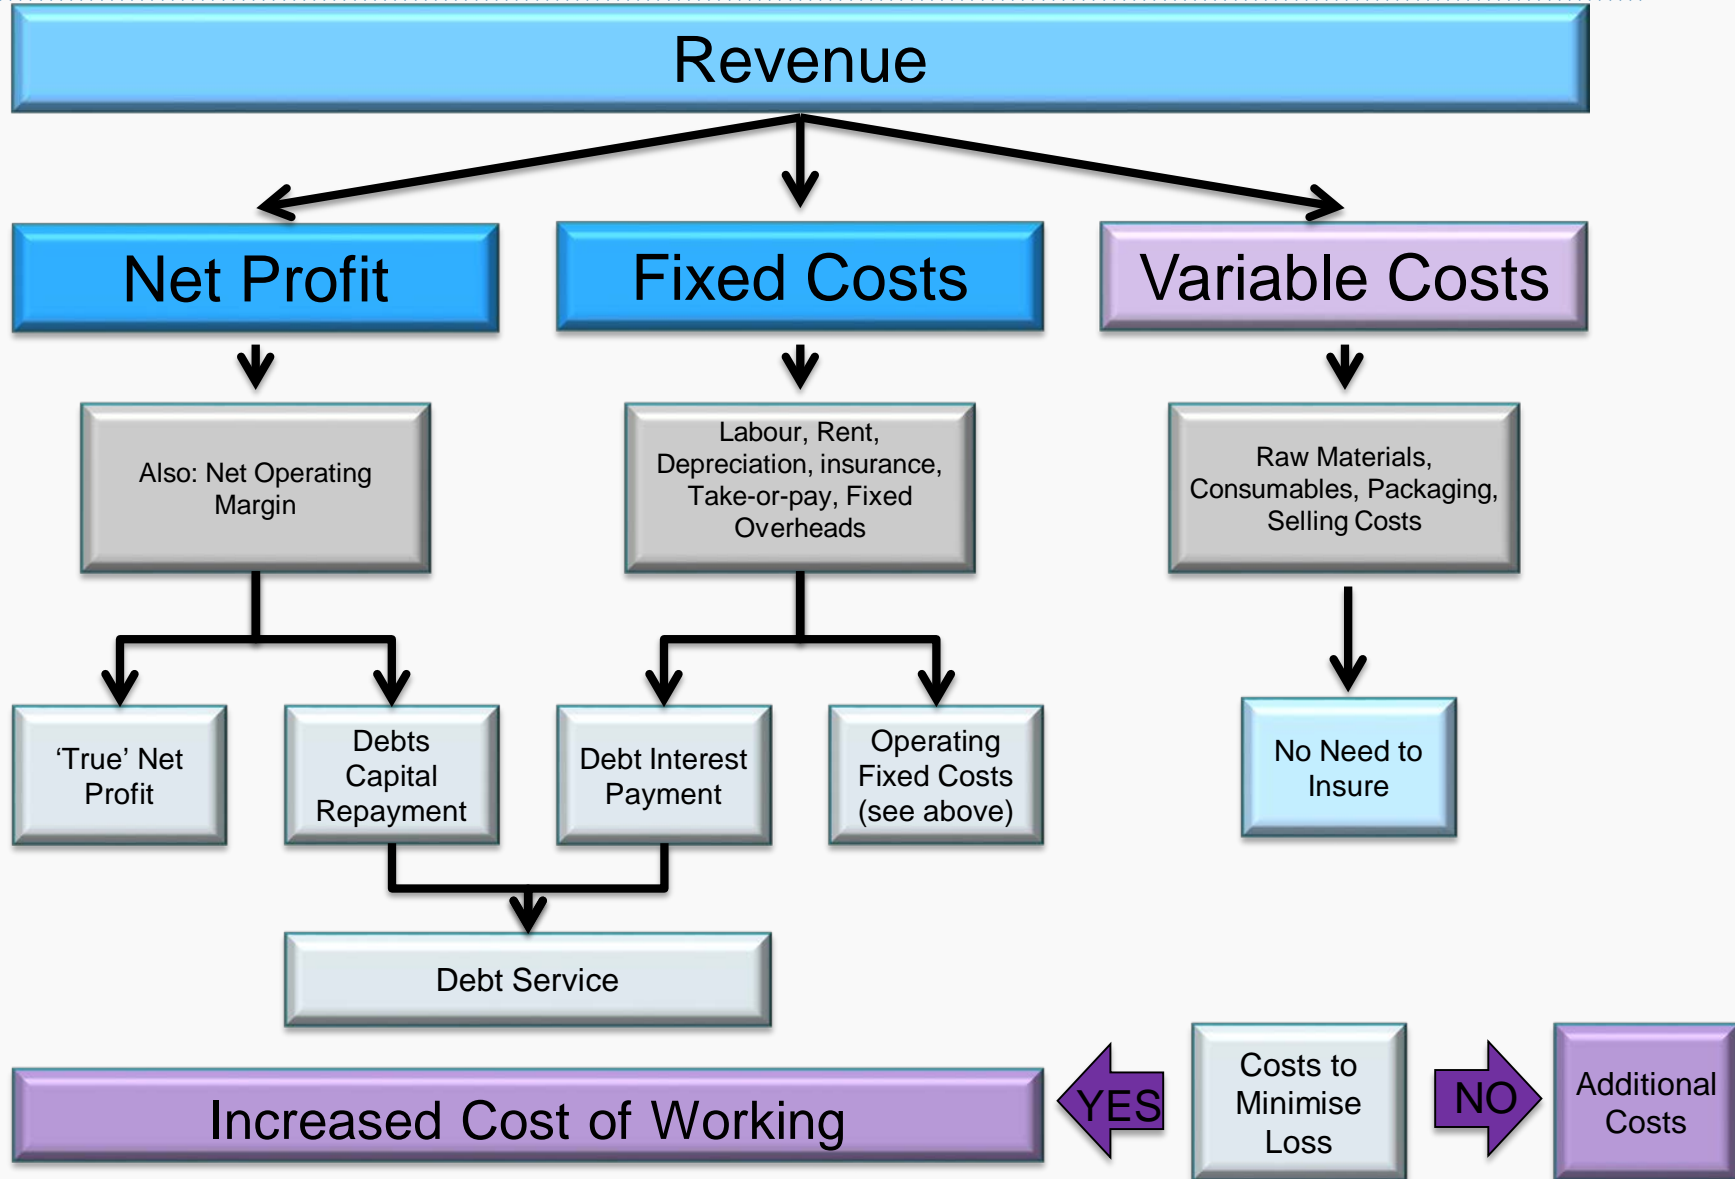 Revenue
Net Profit
Fixed Costs
Variable Costs
Also: Net Operating
Margin
Labour, Rent,
Depreciation, insurance,
Take-or-pay, Fixed
Overheads
Raw Materials,
Consumables, Packaging,
Selling Costs
‘True’ Net
Profit
Debts
Capital
Repayment
Debt Interest
Payment
Operating
Fixed Costs
(see above)
No Need to
Insure
Debt Service
Increased Cost of Working
YES
Costs to
Minimise
Loss
NO
Additional
Costs